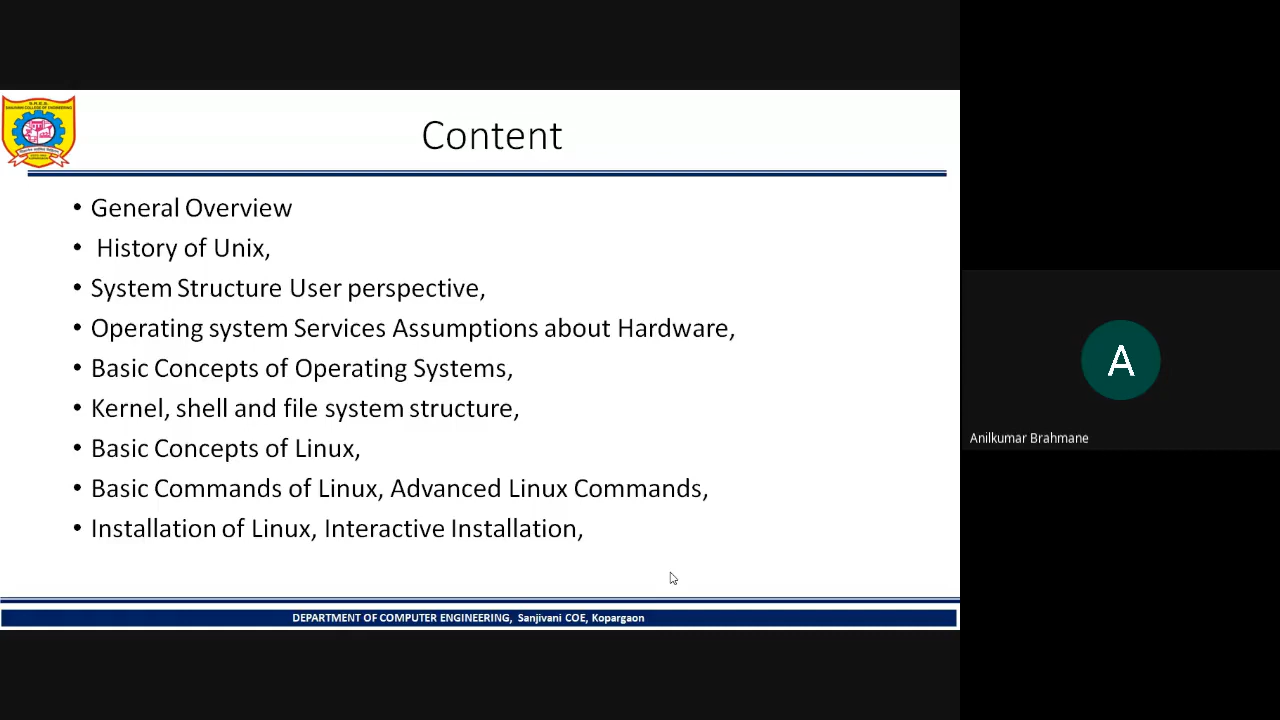 Content
• General Overview
• History of Unix,
• System Structure User perspective,
• Operating system Services Assumptions about Hardware,
• Basic Concepts of Operating Systems,
• Kernel, shell and file system structure,
• Basic Concepts of Linux,
• Basic Commands of Linux, Advanced Linux Commands,
• Installation of Linux, Interactive Installation,
DEPARTMENT OF COMPUTER ENGINEERING, Sanjivani COE, Kopargaon
A
Anilkumar Brahmane